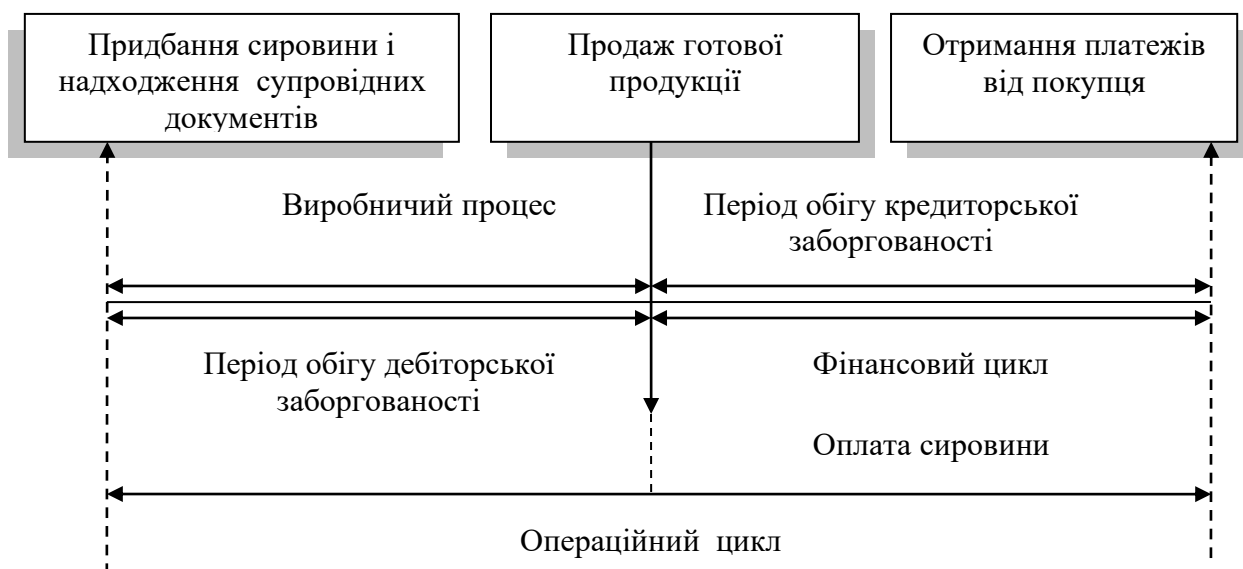 Придбання сировини і
надходження супровідних
документів
Продаж готової
продукції
Отримання платежів
від покупця
Виробничий процес
Період обігу кредиторської
заборгованості
Період обігу дебіторської
заборгованості
Фінансовий цикл
Оплата сировини
Операційний цикл